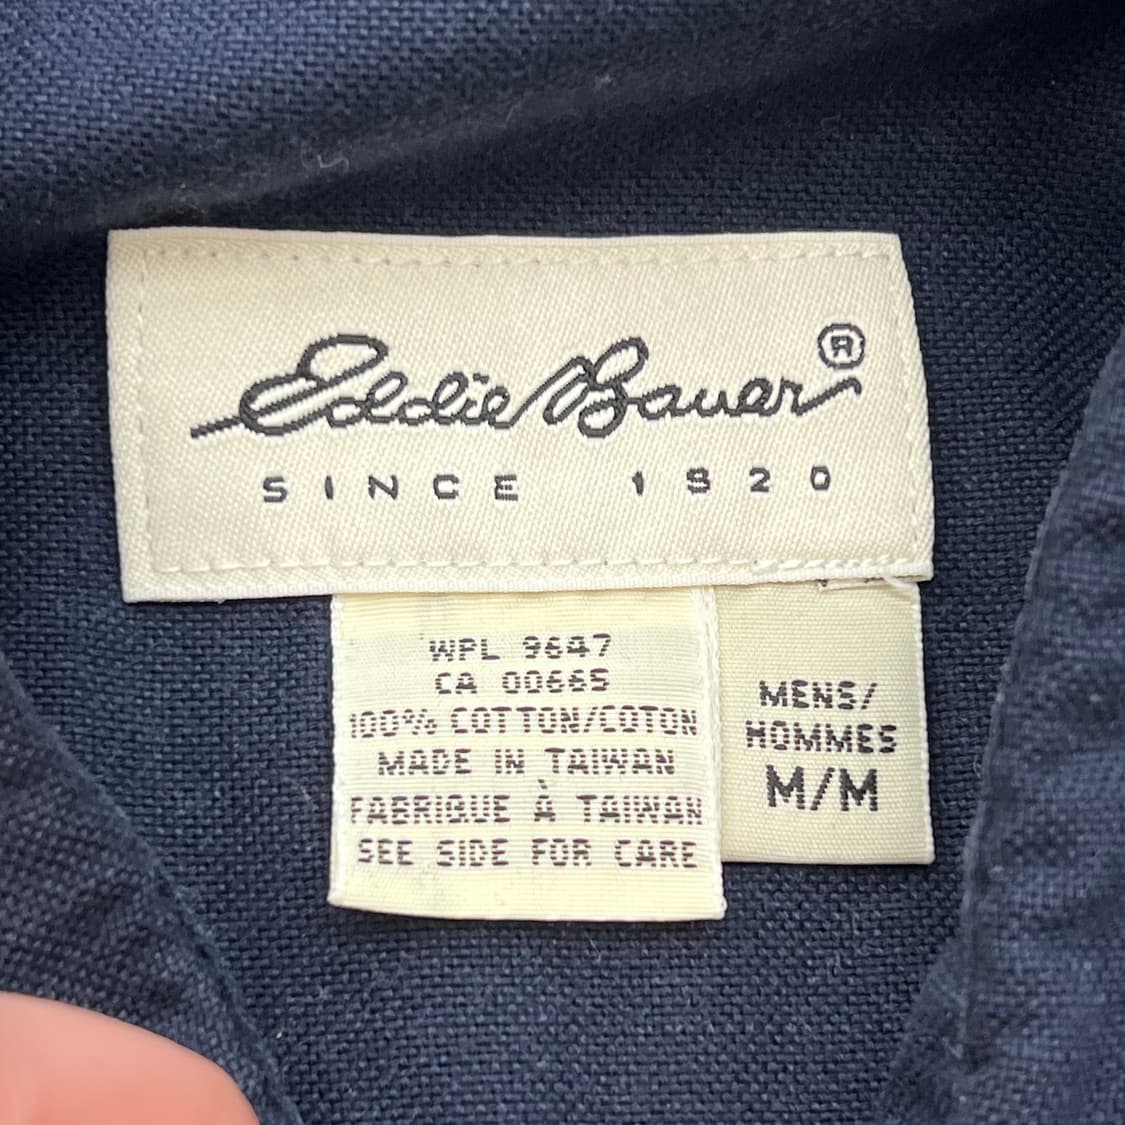 Eddie Bauer ®
SINCE 1920
WPL 9647
CA 00665
100% COTTON/COTON
MADE IN TAIWAN
FABRIQUE À TAIWAN
SEE SIDE FOR CARE
MENS/
HOMMES
M/M